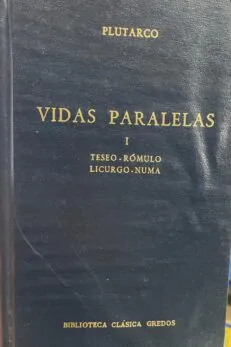 PLUTARCO
VIDAS PARALELAS
I
TESEO-RÓMULO
LICURGO-NUMA
BIBLIOTECA CLÁSICA GREDOS